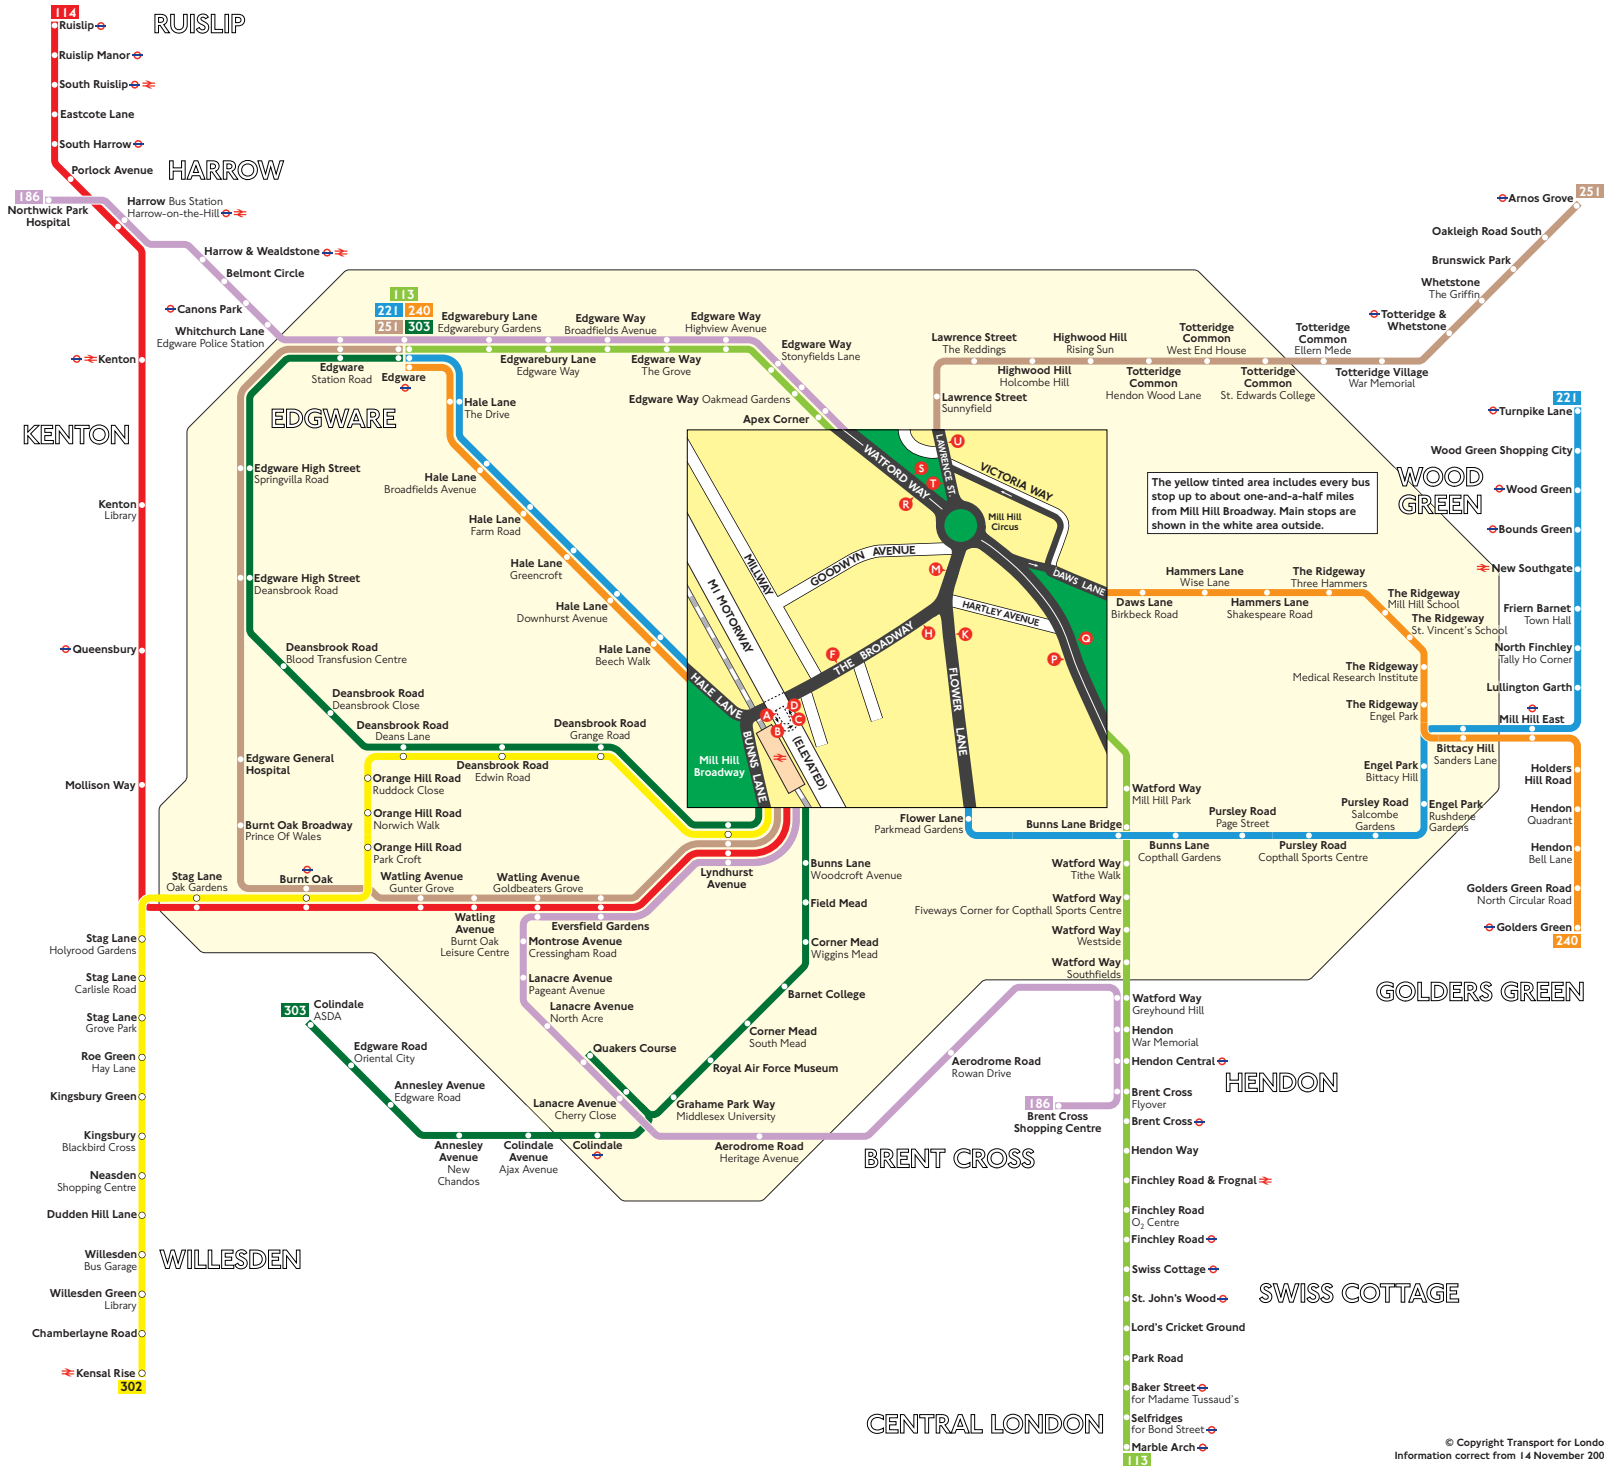 114
Ruislip
RUISLIP
Ruislip Manor
South Ruislip
Eastcote Lane
South Harrow
Porlock Avenue
HARROW
186
Northwick Park
Hospital
Harrow Bus Station
Harrow-on-the-Hill
Harrow & Wealdstone
Belmont Circle
Canons Park
Whitchurch Lane
Edgware Police Station
Kenton
KENTON
Kenton
Library
Queensbury
Mollison Way
113
221 240
251 303
Edgwarebury Lane
Edgwarebury Gardens
Edgware Way
Broadfields Avenue
Edgware Way
Highview Avenue
Edgware
Station Road
Edgware
Edgwarebury Lane
Edgware Way
Edgware Way
The Grove
Edgware Way
Stonyfields Lane
Edgware Way Oakmead Gardens
Apex Corner
EDGWARE
Hale Lane
The Drive
Hale Lane
Broadfields Avenue
Hale Lane
Farm Road
Hale Lane
Greencroft
Hale Lane
Downhurst Avenue
Hale Lane
Beech Walk
Edgware High Street
Springvilla Road
Edgware High Street
Deansbrook Road
Deansbrook Road
Blood Transfusion Centre
Deansbrook Road
Deansbrook Close
Deansbrook Road
Deans Lane
Deansbrook Road
Edwin Road
Deansbrook Road
Grange Road
Edgware General
Hospital
Orange Hill Road
Ruddock Close
Orange Hill Road
Norwich Walk
Orange Hill Road
Park Croft
Burnt Oak Broadway
Prince Of Wales
Stag Lane
Oak Gardens
Burnt Oak
Watling Avenue
Gunter Grove
Watling Avenue
Goldbeaters Grove
Watling
Avenue
Burnt Oak
Leisure Centre
Eversfield Gardens
Lyndhurst
Avenue
Montrose Avenue
Cressingham Road
Lanacre Avenue
Pageant Avenue
Lanacre Avenue
North Acre
Quakers Course
Lanacre Avenue
Cherry Close
Bunns Lane
Woodcroft Avenue
Field Mead
Corner Mead
Wiggins Mead
Barnet College
Corner Mead
South Mead
Royal Air Force Museum
Grahame Park Way
Middlesex University
303
Colindale
ASDA
Edgware Road
Oriental City
Annesley Avenue
Edgware Road
Annesley
Avenue
New
Chandos
Colindale
Avenue
Ajax Avenue
Colindale
Aerodrome Road
Heritage Avenue
Aerodrome Road
Rowan Drive
186
Brent Cross
Shopping Centre
BRENT CROSS
Stag Lane
Holyrood Gardens
Stag Lane
Carlisle Road
Stag Lane
Grove Park
Roe Green
Hay Lane
Kingsbury Green
Kingsbury
Blackbird Cross
Neasden
Shopping Centre
Dudden Hill Lane
Willesden
Bus Garage
WILLESDEN
Willesden Green
Library
Chamberlayne Road
Kensal Rise
302
WATFORD WAY
LAWRENCE ST.
VICTORIA WAY
Mill Hill
Circus
MILLWAY
GOODWYN AVENUE
M1 MOTORWAY
DAWS LANE
HARTLEY AVENUE
THE BROADWAY
FLOWER LANE
HALE LANE
BUNNS LANE
(ELEVATED)
Mill Hill
Broadway
U
S
T
R
M
H
K
Q
P
F
D
A
C
B
251
Arnos Grove
Oakleigh Road South
Brunswick Park
Whetstone
The Griffin
Totteridge &
Whetstone
Lawrence Street
The Reddings
Highwood Hill
Rising Sun
Totteridge
Common
West End House
Totteridge
Common
Ellern Mede
Highwood Hill
Holcombe Hill
Totteridge
Common
Hendon Wood Lane
Totteridge
Common
St. Edwards College
Totteridge Village
War Memorial
Lawrence Street
Sunnyfield
The yellow tinted area includes every bus
stop up to about one-and-a-half miles
from Mill Hill Broadway. Main stops are
shown in the white area outside.
221
Turnpike Lane
Wood Green Shopping City
WOOD
GREEN
Wood Green
Bounds Green
New Southgate
Friern Barnet
Town Hall
North Finchley
Tally Ho Corner
Lullington Garth
Mill Hill East
Daws Lane
Birkbeck Road
Hammers Lane
Wise Lane
Hammers Lane
Shakespeare Road
The Ridgeway
Three Hammers
The Ridgeway
Mill Hill School
The Ridgeway
St. Vincent's School
The Ridgeway
Medical Research Institute
The Ridgeway
Engel Park
Bittacy Hill
Sanders Lane
Engel Park
Bittacy Hill
Engel Park
Rushdene
Gardens
Holders
Hill Road
Hendon
Quadrant
Hendon
Bell Lane
Golders Green Road
North Circular Road
Golders Green
240
GOLDERS GREEN
Flower Lane
Parkmead Gardens
Bunns Lane Bridge
Bunns Lane
Copthall Gardens
Pursley Road
Page Street
Pursley Road
Copthall Sports Centre
Pursley Road
Salcombe
Gardens
Watford Way
Mill Hill Park
Watford Way
Tithe Walk
Watford Way
Fiveways Corner for Copthall Sports Centre
Watford Way
Westside
Watford Way
Southfields
Watford Way
Greyhound Hill
Hendon
War Memorial
Hendon Central
HENDON
Brent Cross
Flyover
Brent Cross
Hendon Way
Finchley Road & Frognal
Finchley Road
O2 Centre
Finchley Road
Swiss Cottage
SWISS COTTAGE
St. John's Wood
Lord's Cricket Ground
Park Road
Baker Street
for Madame Tussaud's
Selfridges
for Bond Street
Marble Arch
113
CENTRAL LONDON
© Copyright Transport for Londo
Information correct from 14 November 200